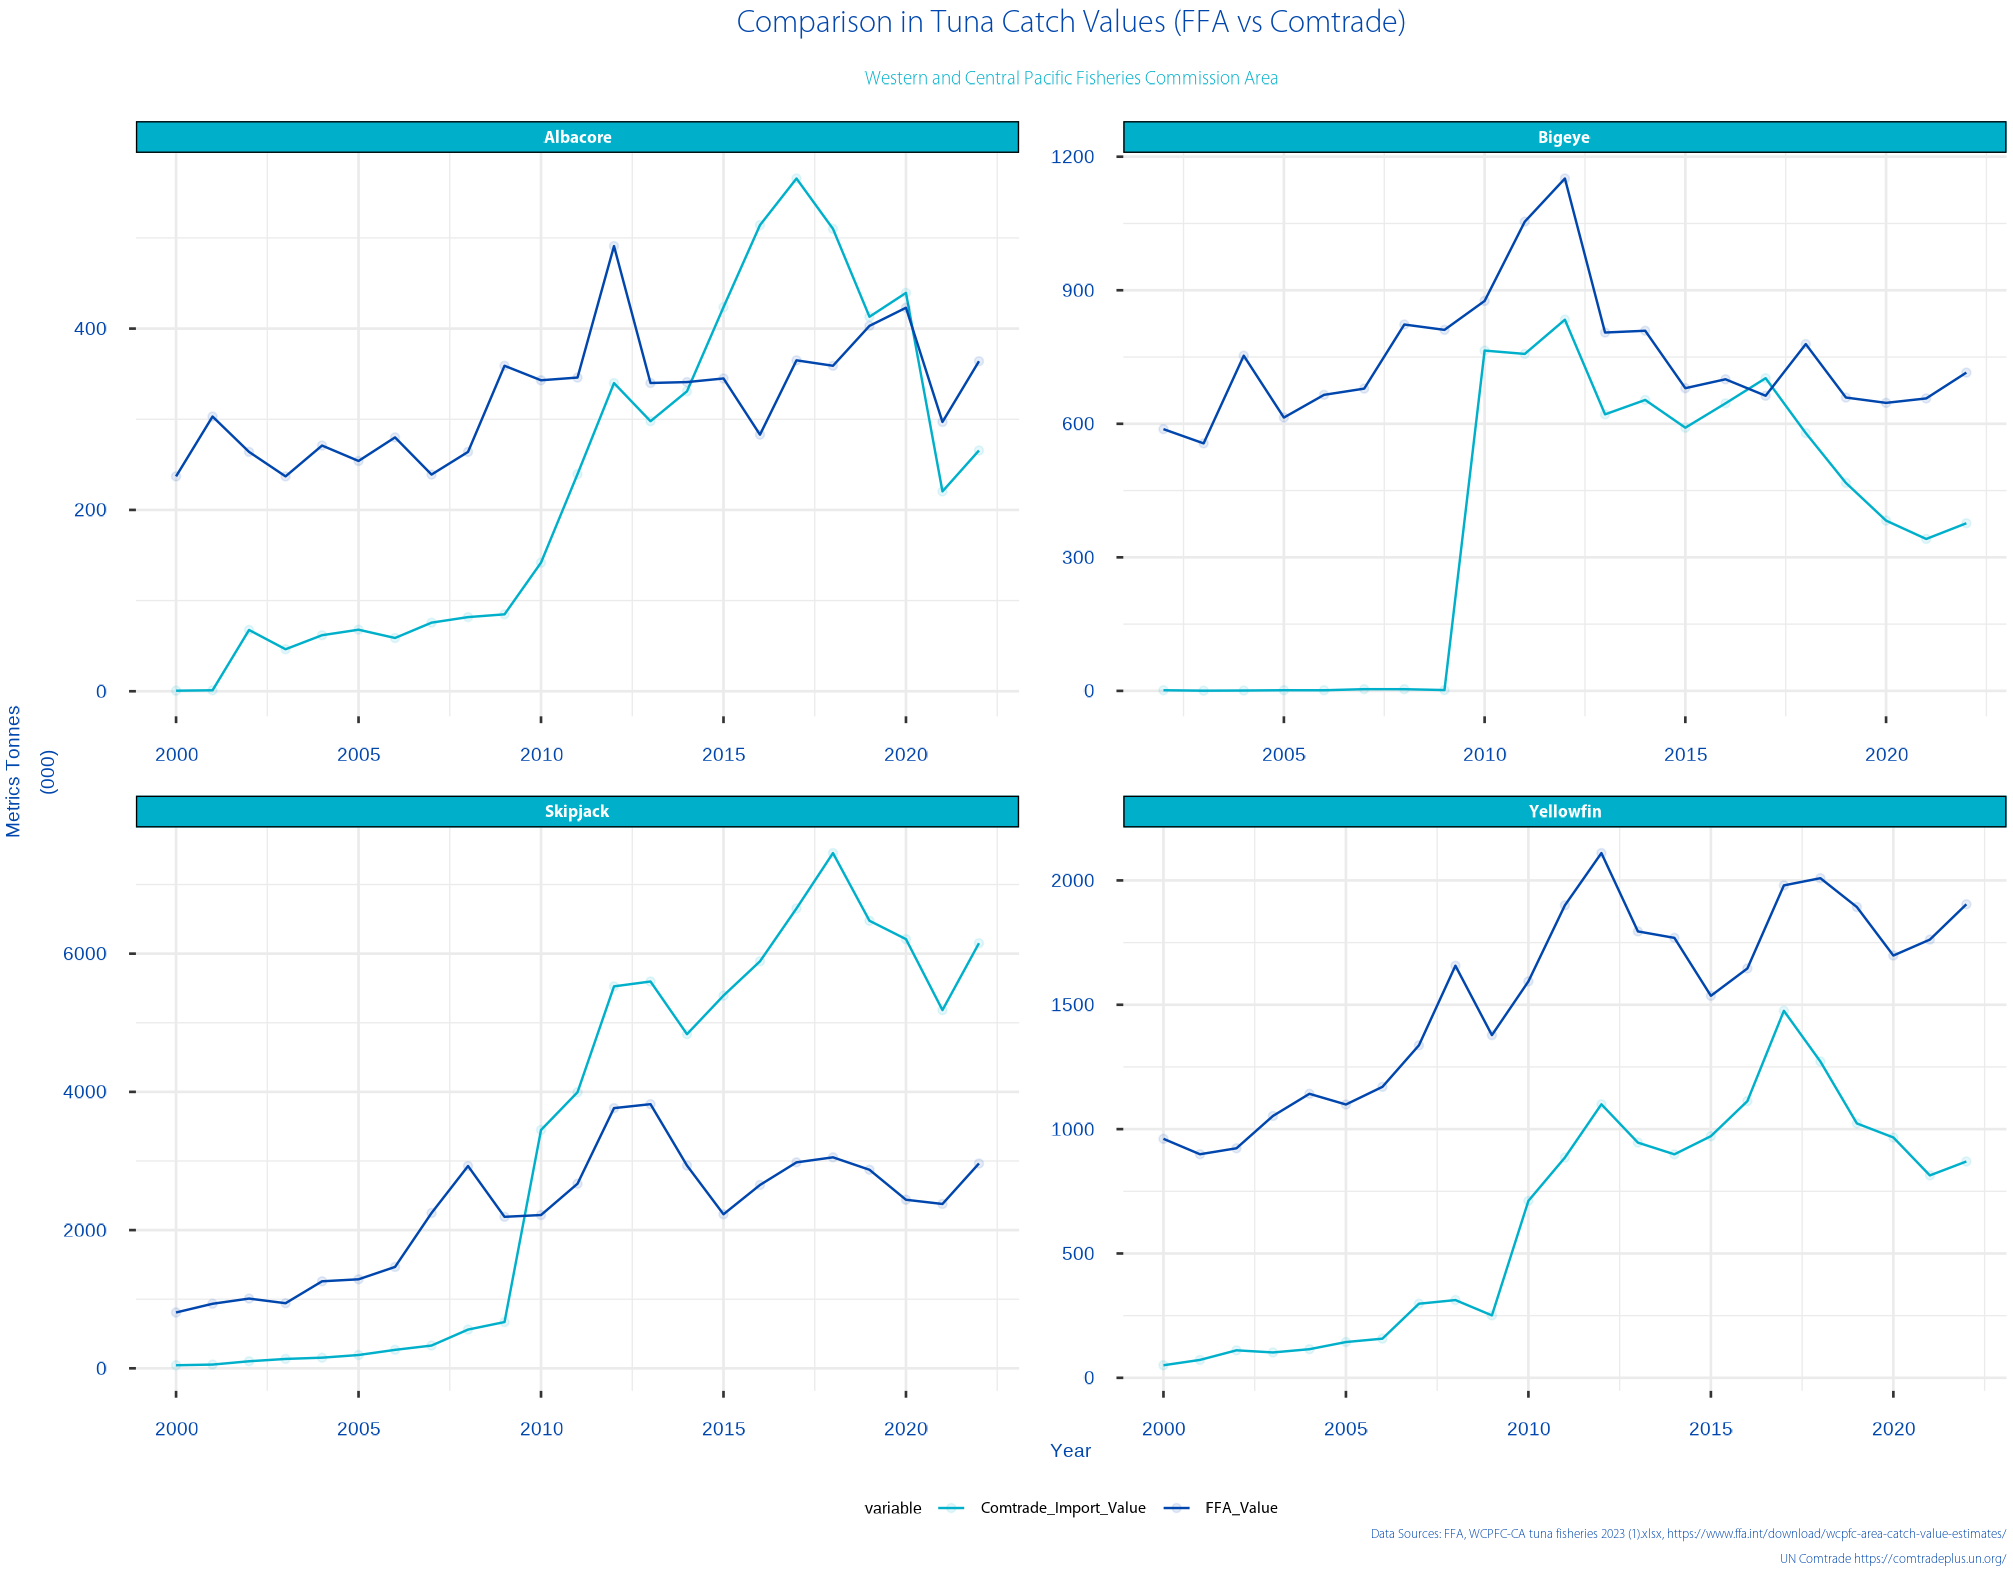 Comparison in Tuna Catch Values (FFA vs Comtrade)
Western and Central Pacific Fisheries Commission Area
Albacore
400
200
0
2000 2005 2010 2015 2020
Bigeye
1200
900
600
300
0
2005 2010 2015 2020
Metrics Tonnes
(000)
Skipjack
6000
4000
2000
0
2000 2005 2010 2015 2020
Yellowfin
2000
1500
1000
500
0
2000 2005 2010 2015 2020
Year
variable Comtrade_Import_Value FFA_Value
Data Sources: FFA, WCPFC-CA tuna fisheries 2023 (1).xlsx, https://www.ffa.int/download/wcpfc-area-catch-value-estimates/
UN Comtrade https://comtradeplus.un.org/